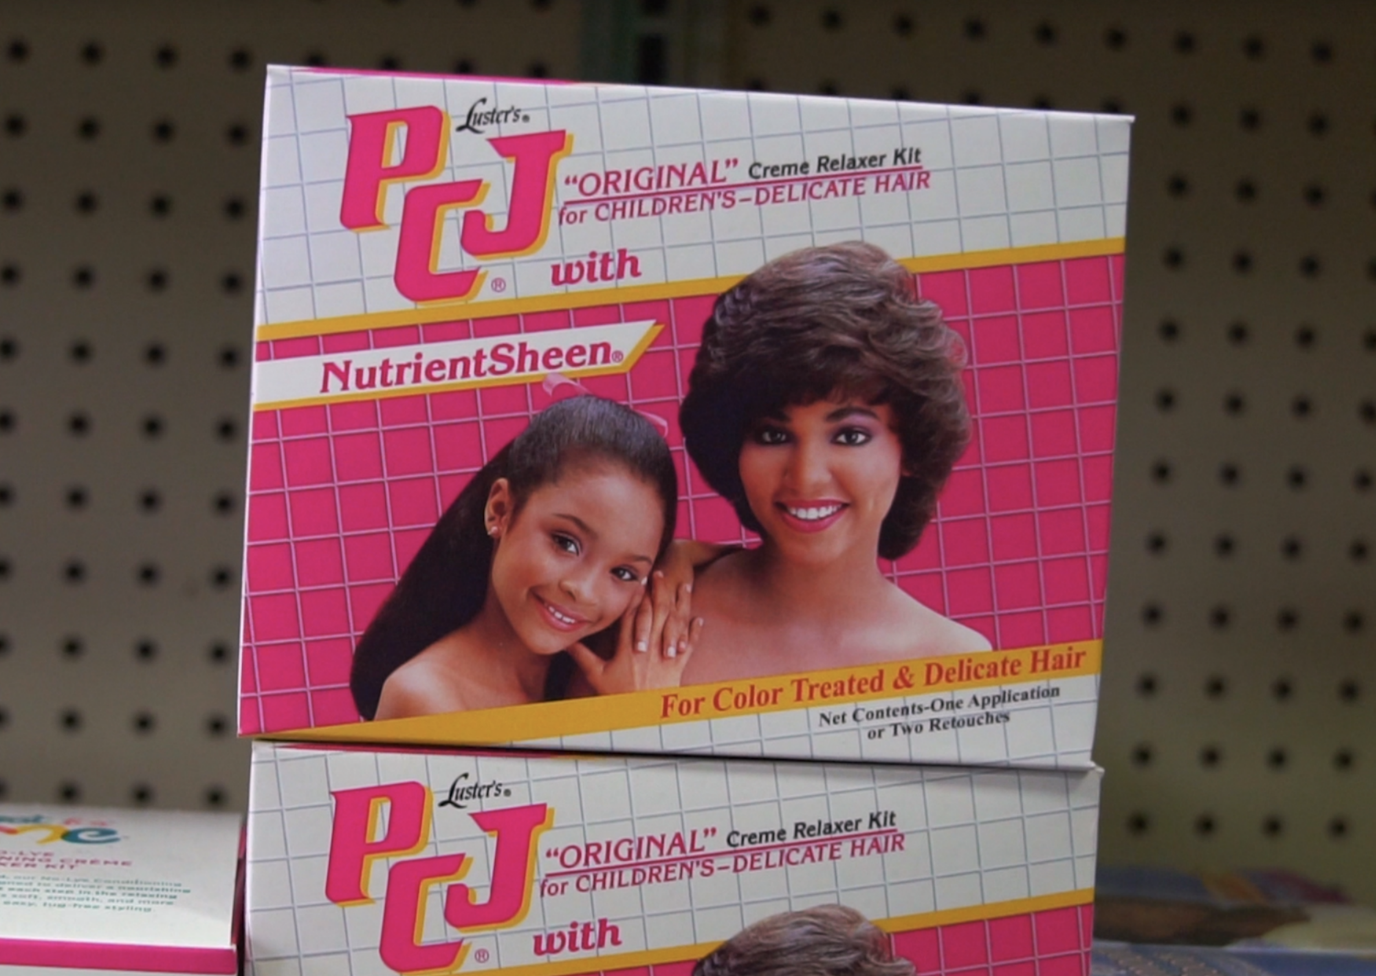 Luster's®
PCJ®
"ORIGINAL" Creme Relaxer Kit
for CHILDREN'S-DELICATE HAIR
with
NutrientSheen®
For Color Treated & Delicate Hair
Net Contents-One Application
or Two Retouches
Luster's®
PCJ®
"ORIGINAL" Creme Relaxer Kit
for CHILDREN'S-DELICATE HAIR
with